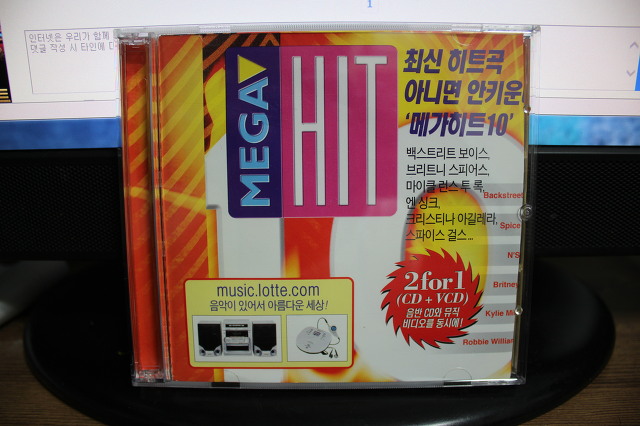 1
인터넷은 우리가 함께
댓글 작성 시 타인에
MEGA
HIT
최신 히트곡
아니면 안키운
‘메가히트10’
백스트리트 보이스,
브리트니 스피어스,
마이클 런스 투 록,
엔 싱크,
크리스티나 아길레라,
스파이스 걸스...
Backstreet
Spice
N'S
Britney
Kylie
Robbie William
2for1
(CD + VCD)
음반 CD와 뮤직
비디오를 동시에!
music.lotte.com
음악이 있어서 아름다운 세상!